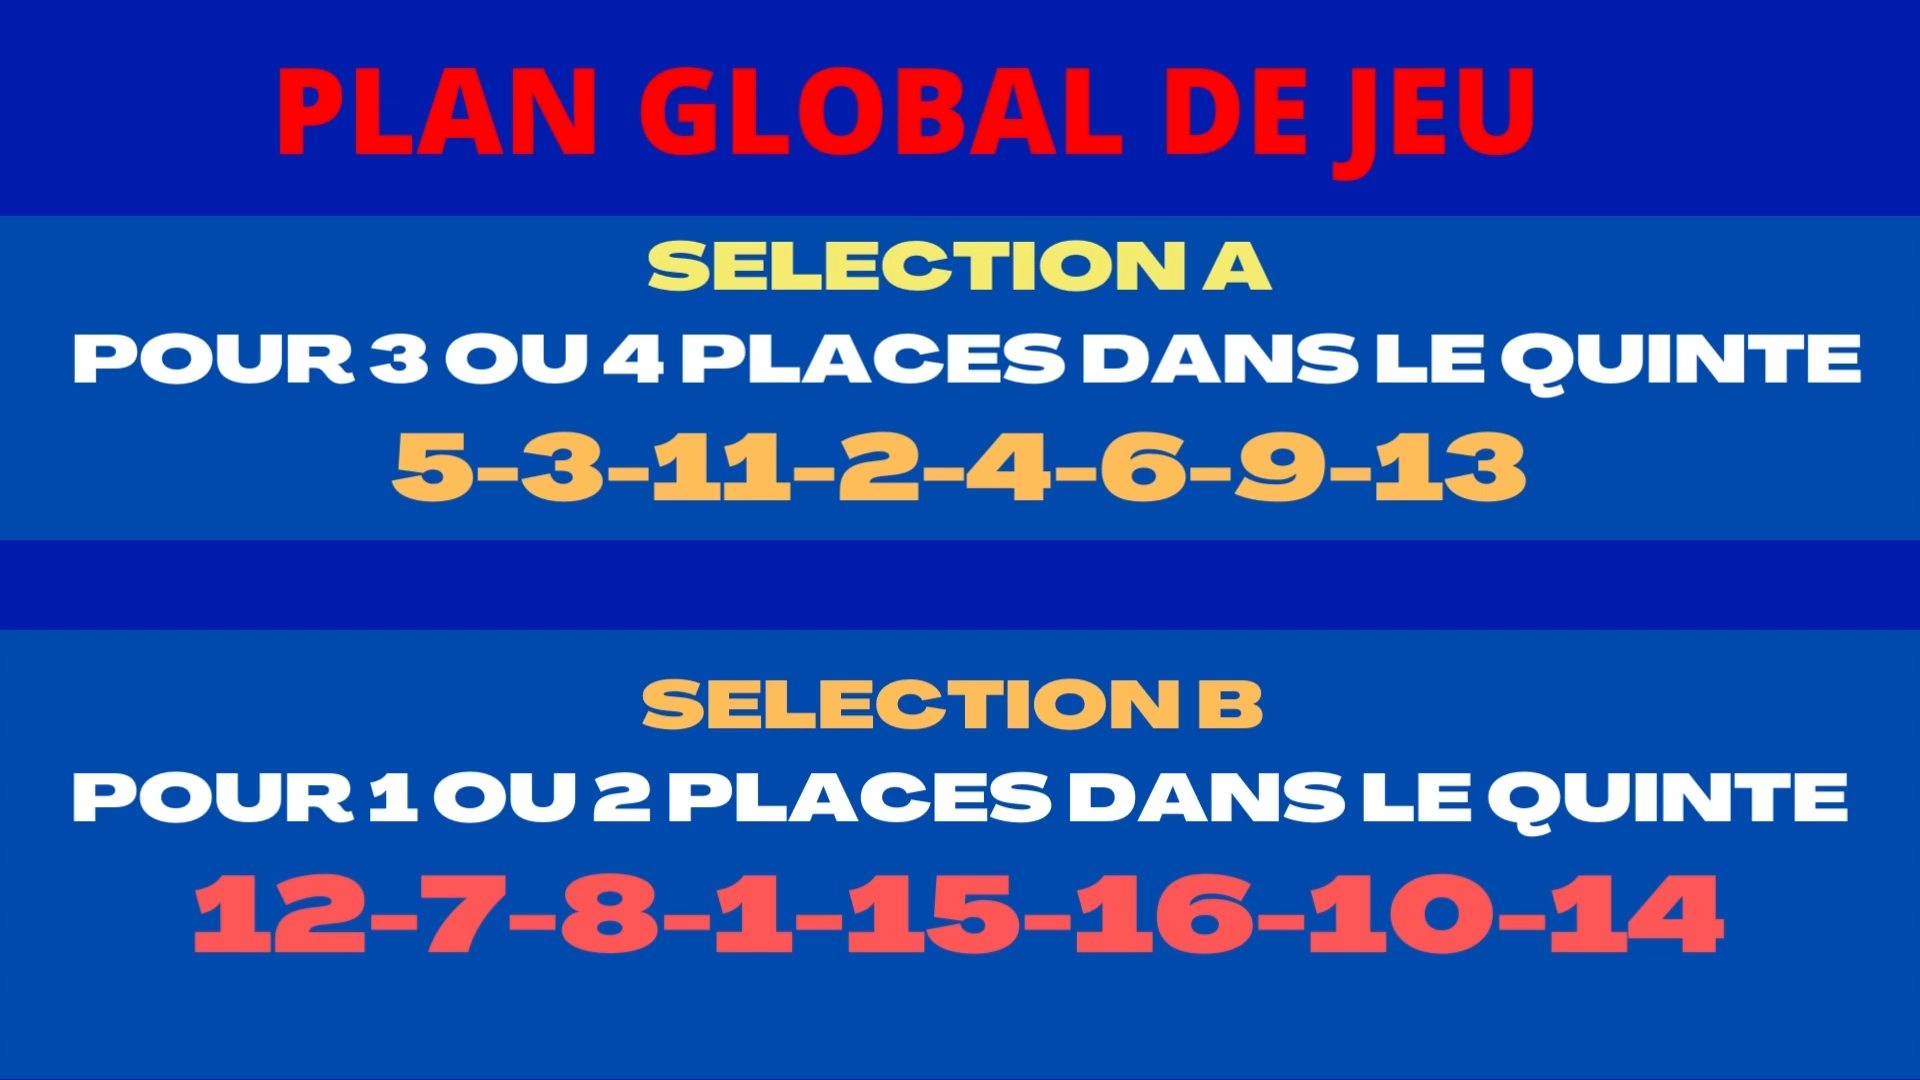 PLAN GLOBAL DE JEU
SELECTION A
POUR 3 OU 4 PLACES DANS LE QUINTE
5-3-11-2-4-6-9-13
SELECTION B
POUR 1 OU 2 PLACES DANS LE QUINTE
12-7-8-1-15-16-10-14